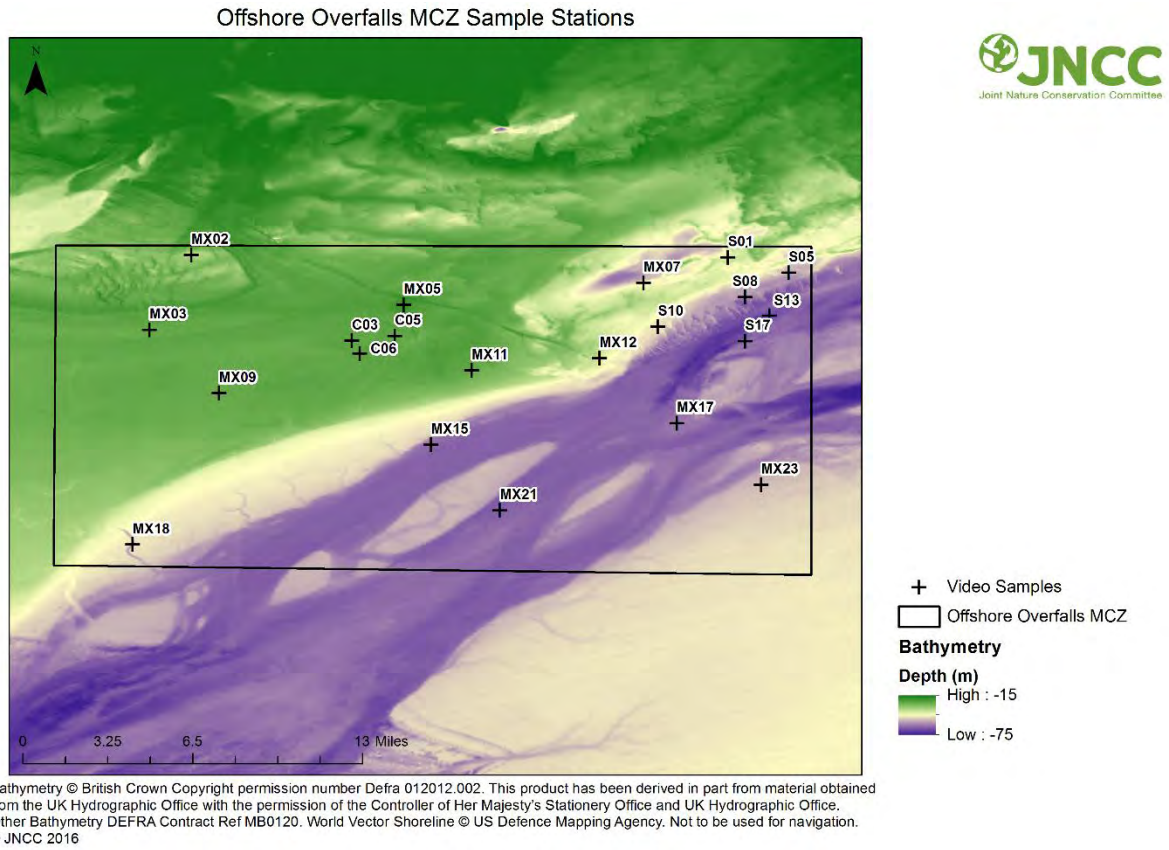 Offshore Overfalls MCZ Sample Stations
N
JNCC
Joint Nature Conservation Committee
MX02
S01
S05
MX07
MX05
S08
S13
MX03
S10
C03
C05
S17
C06
MX12
MX11
MX09
MX17
MX15
MX23
MX21
MX18
Video Samples
Offshore Overfalls MCZ
Bathymetry
Depth (m)
High : -15
Low : -75
0 3.25 6.5 13 Miles
athymetry © British Crown Copyright permission number Defra 012012.002. This product has been derived in part from material obtained
om the UK Hydrographic Office with the permission of the Controller of Her Majesty's Stationery Office and UK Hydrographic Office.
ther Bathymetry DEFRA Contract Ref MB0120. World Vector Shoreline © US Defence Mapping Agency. Not to be used for navigation.
JNCC 2016